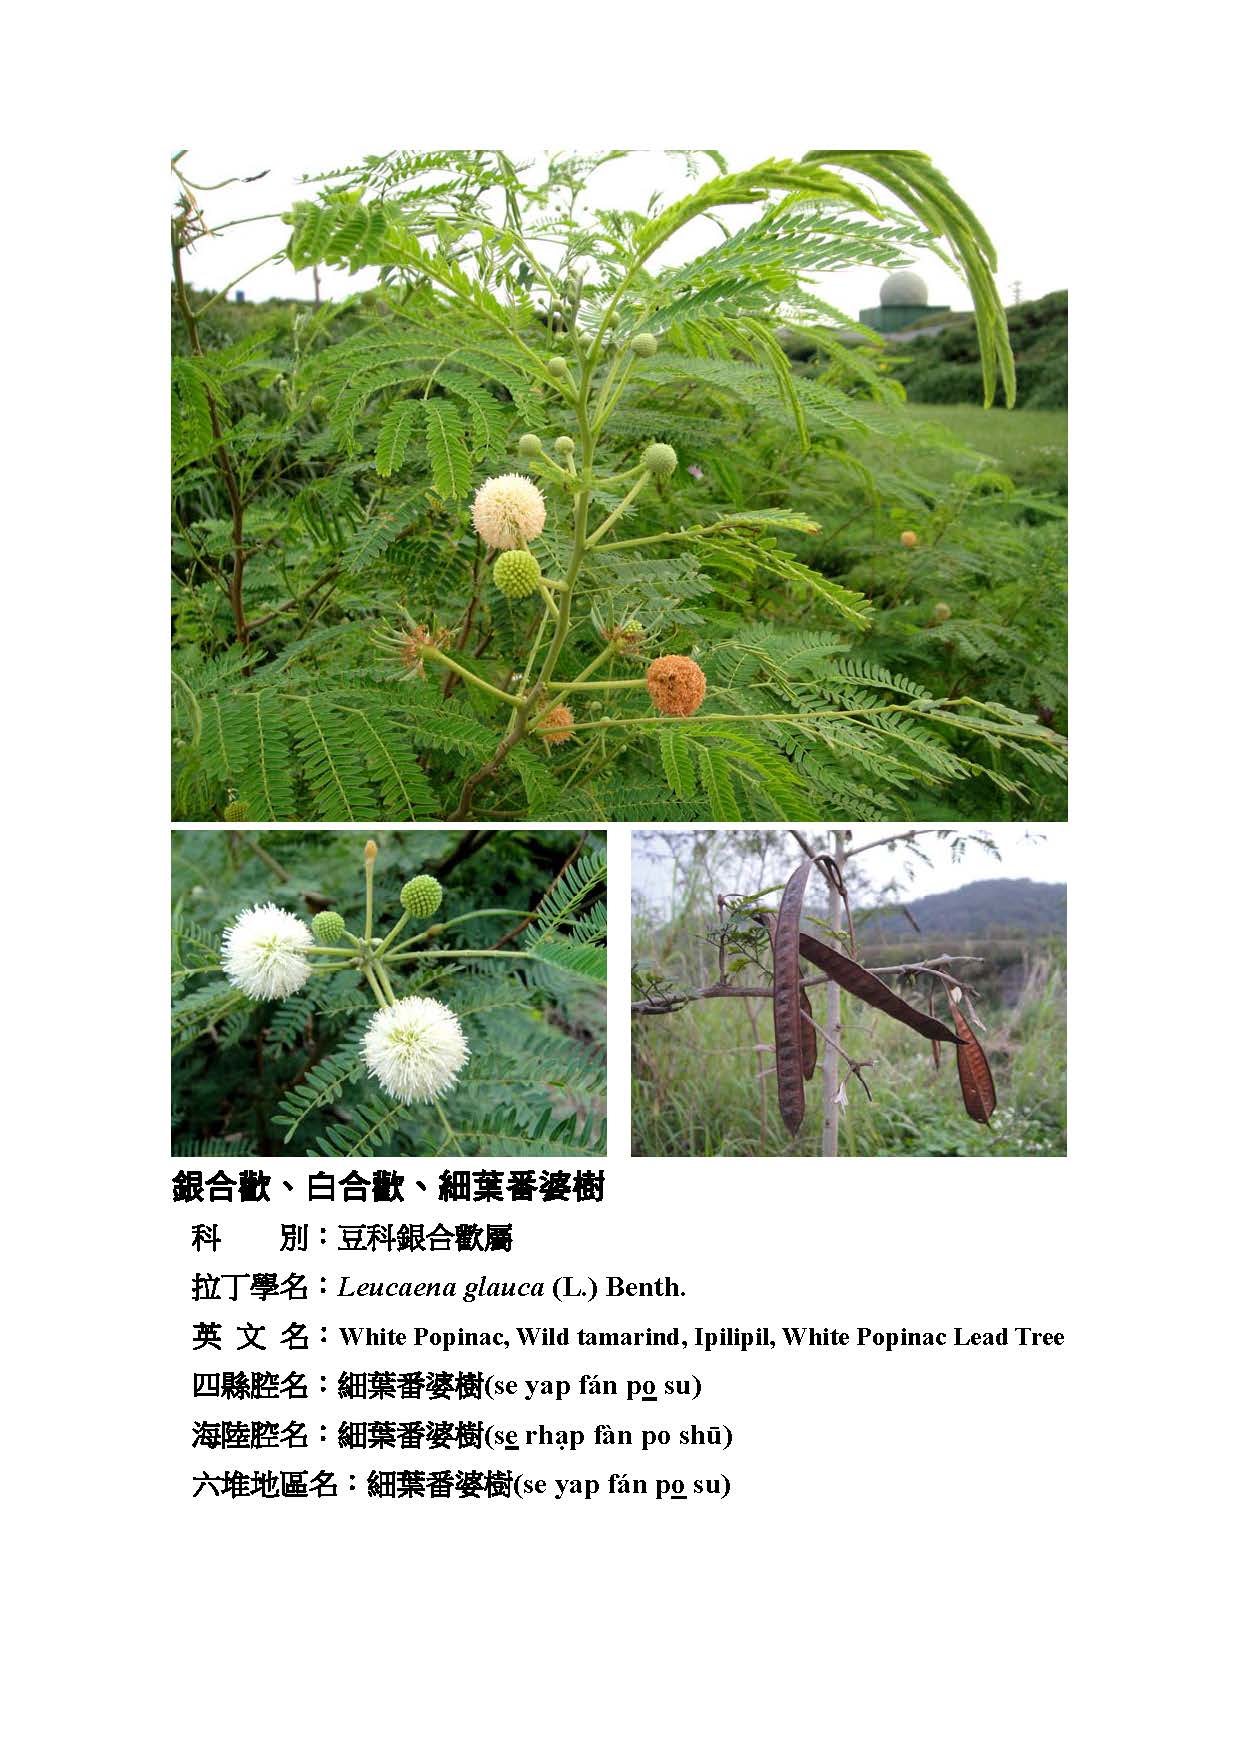 銀合歡、白合歡、細葉番婆樹
科　　別：豆科銀合歡屬
拉丁學名：Leucaena glauca (L.) Benth.
英 文 名：White Popinac, Wild tamarind, Ipilipil, White Popinac Lead Tree
四縣腔名：細葉番婆樹(se yap fán po su)
海陸腔名：細葉番婆樹(se rhap fàn po shū)
六堆地區名：細葉番婆樹(se yap fán po su)